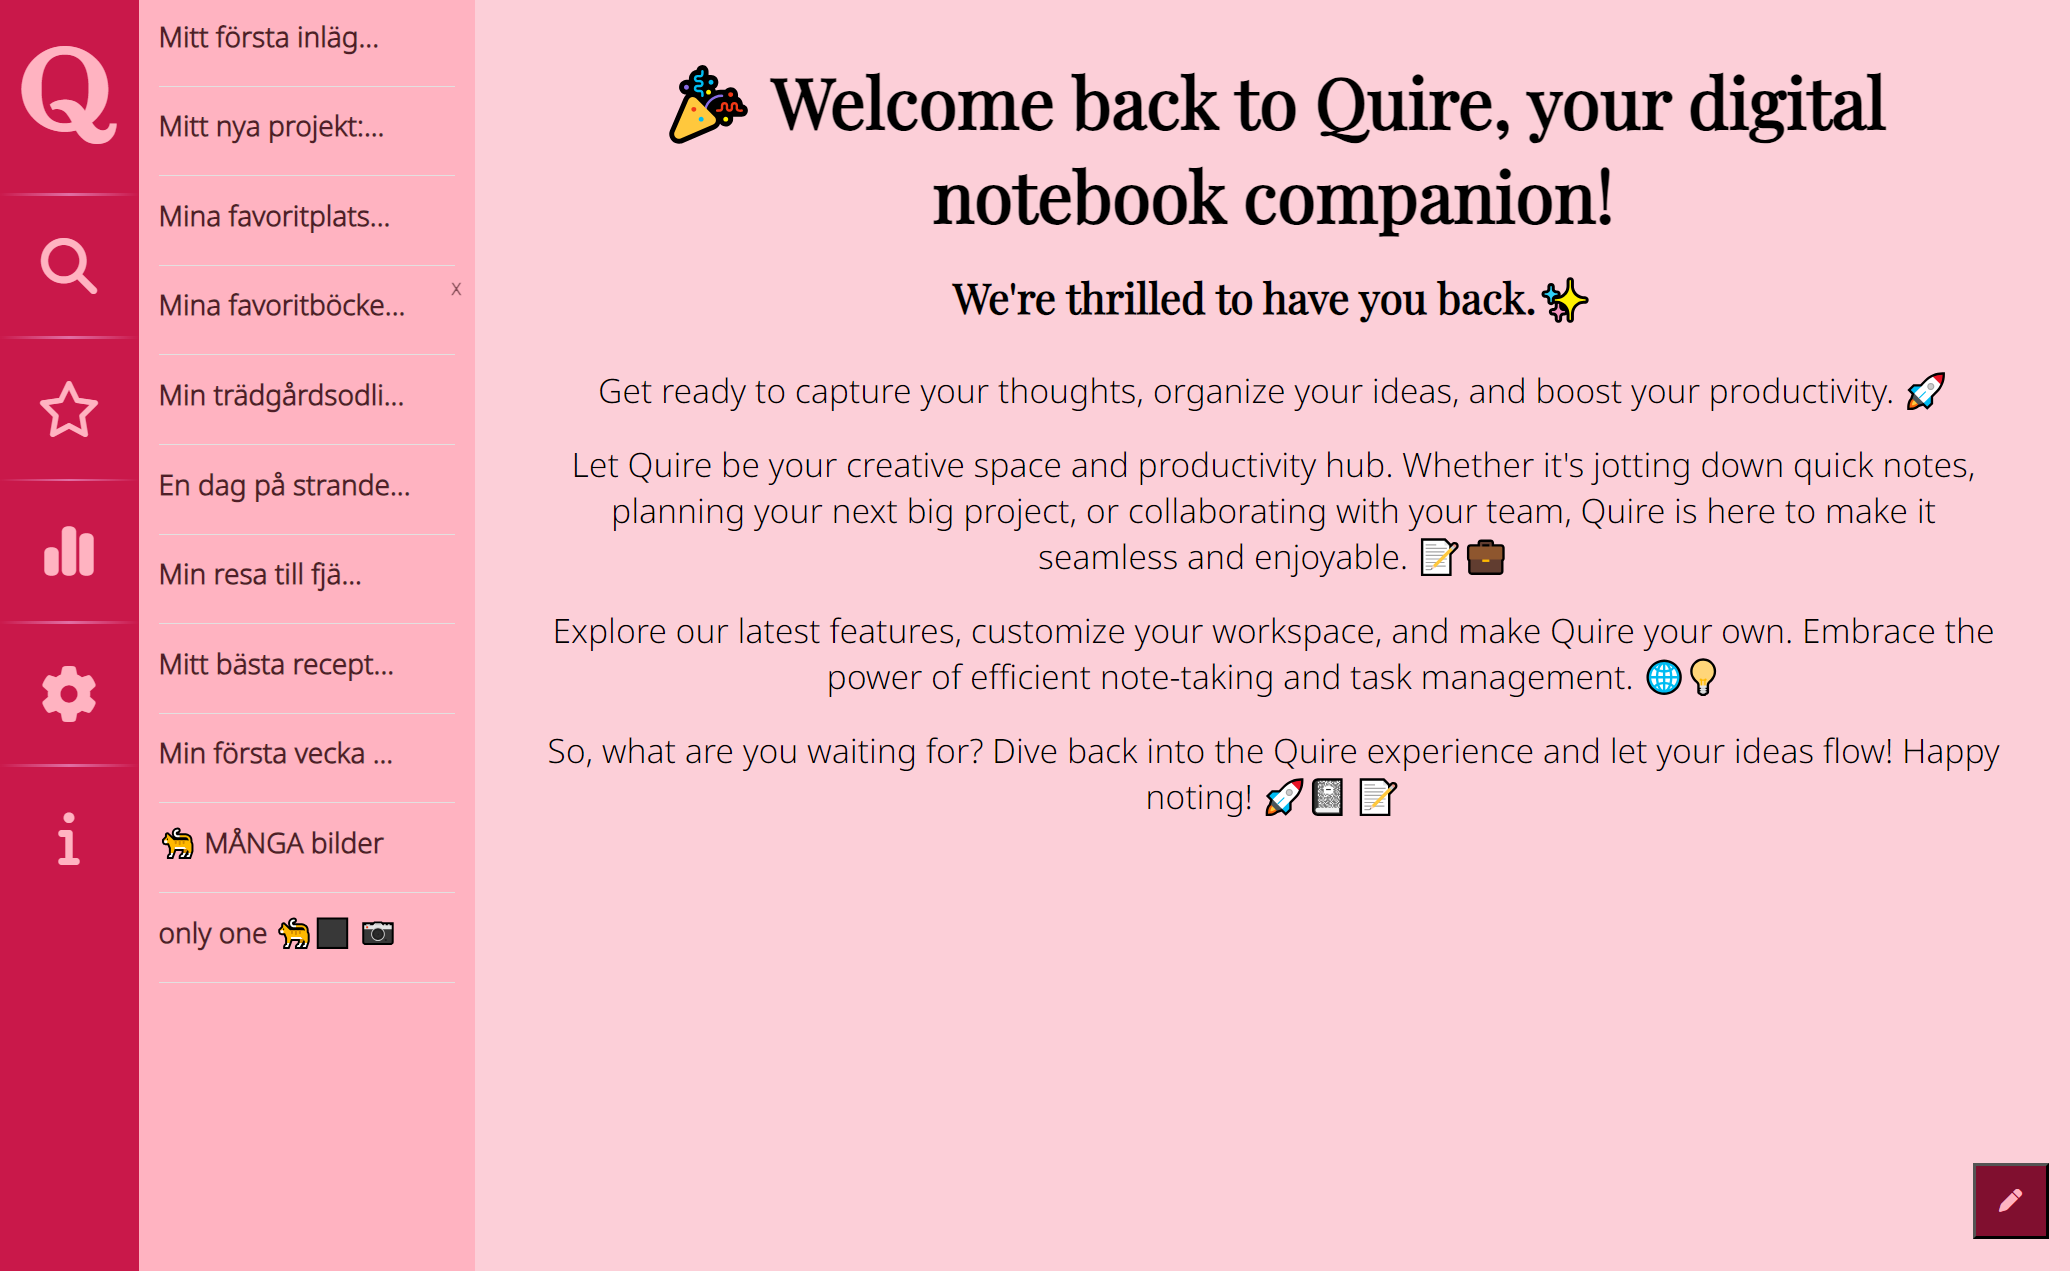 Q
Mitt första inläg...
Mitt nya projekt:...
Mina favoritplats...
Mina favoritböcke...
x
Min trädgårdsodli...
En dag på strande...
Min resa till fjä...
Mitt bästa recept...
Min första vecka ...
🐅 MÅNGA bilder
only one 🐅⬛ 📷
🎉 Welcome back to Quire, your digital
notebook companion!
We're thrilled to have you back.✨
Get ready to capture your thoughts, organize your ideas, and boost your productivity. 🚀
Let Quire be your creative space and productivity hub. Whether it's jotting down quick notes,
planning your next big project, or collaborating with your team, Quire is here to make it
seamless and enjoyable. 📝💼
Explore our latest features, customize your workspace, and make Quire your own. Embrace the
power of efficient note-taking and task management. 🌐💡
So, what are you waiting for? Dive back into the Quire experience and let your ideas flow! Happy
noting! 🚀📓 📝